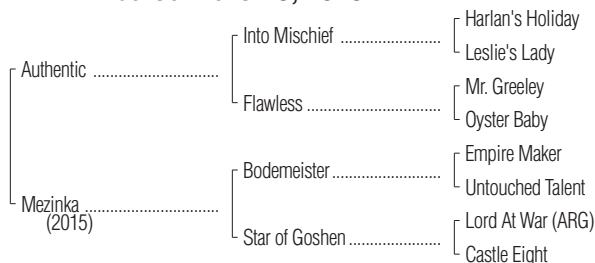 Harlan's Holiday
Into Mischief
Leslie's Lady
Authentic
Mr. Greeley
Flawless
Oyster Baby
Empire Maker
Bodemeister
Untouched Talent
Mezinka
(2015)
Lord At War (ARG)
Star of Goshen
Castle Eight